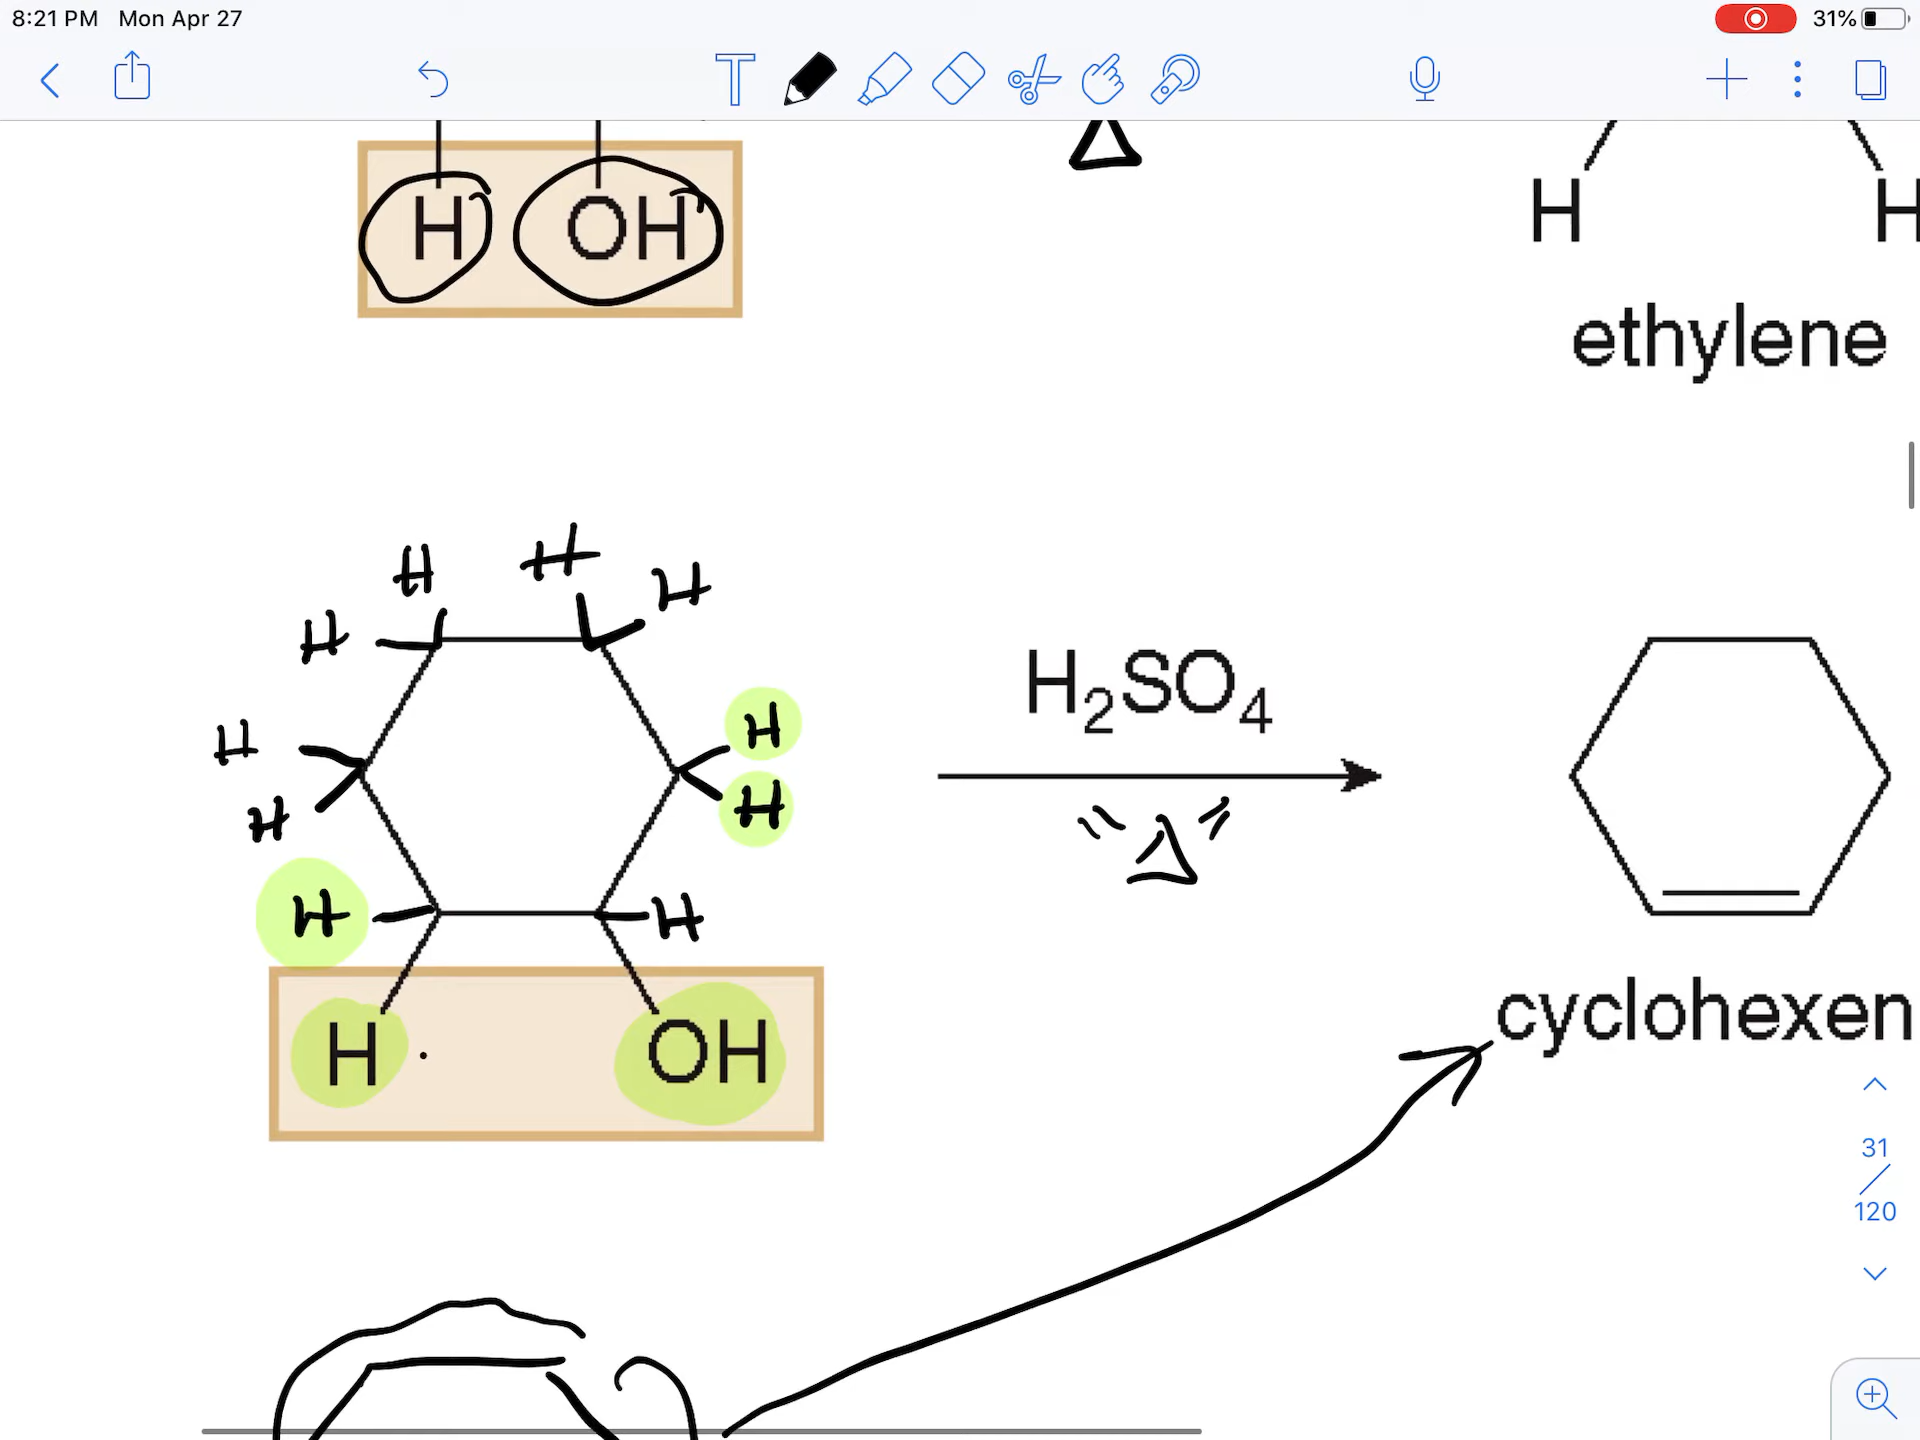 8:21 PM Mon Apr 27
31%
T
H OH
Δ
H H
ethylene
H H H
H
H H
H₂SO₄
H H
" Δ "
H H
H OH
cyclohexen
31
120